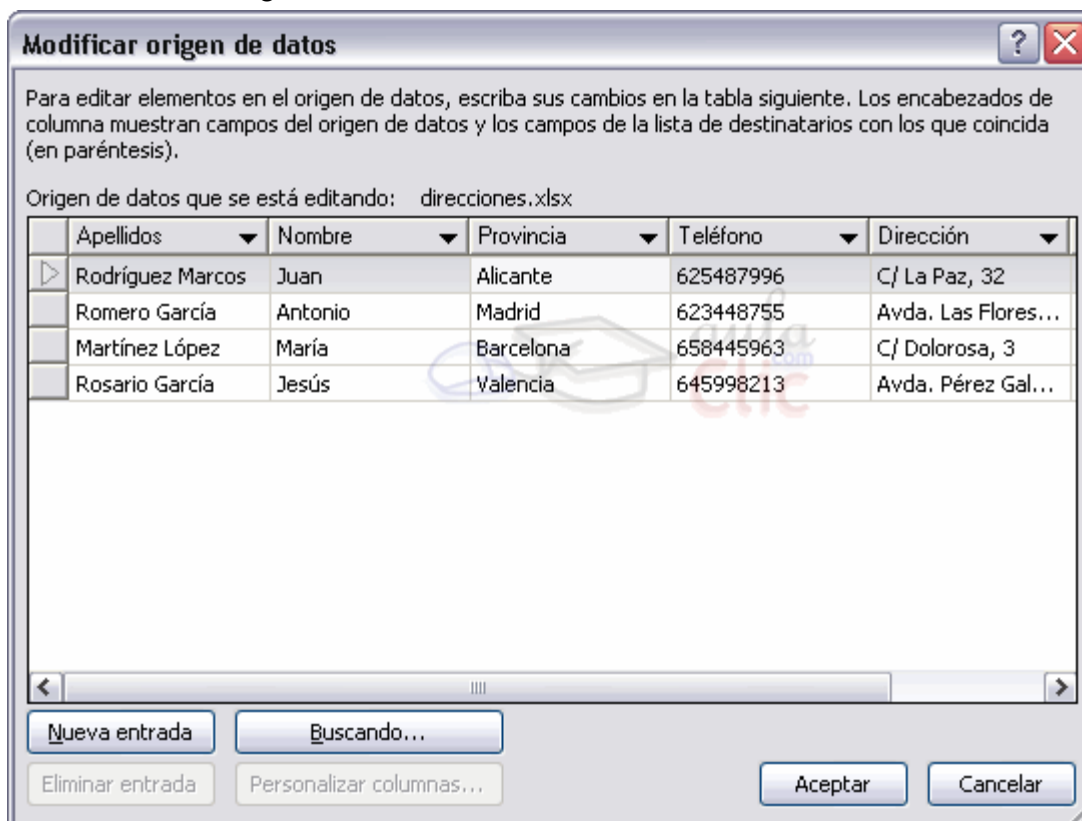 Modificar origen de datos
Para editar elementos en el origen de datos, escriba sus cambios en la tabla siguiente. Los encabezados de
columna muestran campos del origen de datos y los campos de la lista de destinatarios con los que coincida
(en paréntesis).
Origen de datos que se está editando: direcciones.xlsx
Apellidos Nombre Provincia Teléfono Dirección
Rodríguez Marcos Juan Alicante 625487996 C/ La Paz, 32
Romero García Antonio Madrid 623448755 Avda. Las Flores...
Martínez López María Barcelona 658445963 C/ Dolorosa, 3
Rosario García Jesús Valencia 645998213 Avda. Pérez Gal...
aula
.com
Clic
Nueva entrada Buscando...
Eliminar entrada Personalizar columnas... Aceptar Cancelar